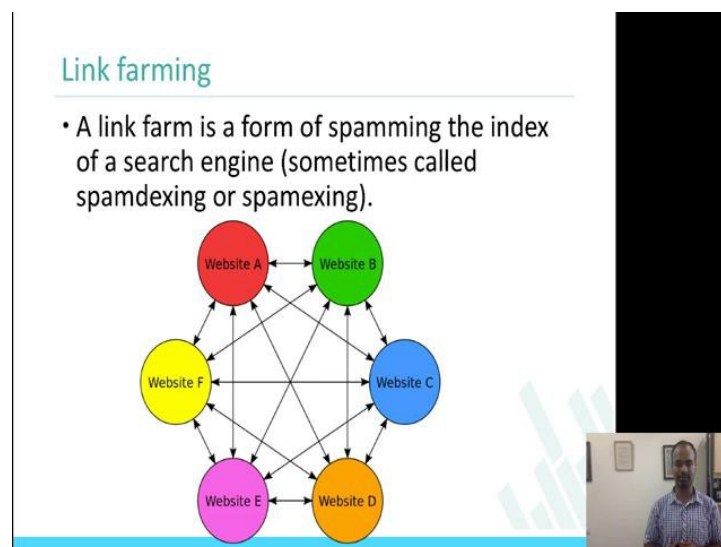 Link farming
• A link farm is a form of spamming the index
of a search engine (sometimes called
spamdexing or spamexing).
Website A
Website B
Website F
Website C
Website E
Website D